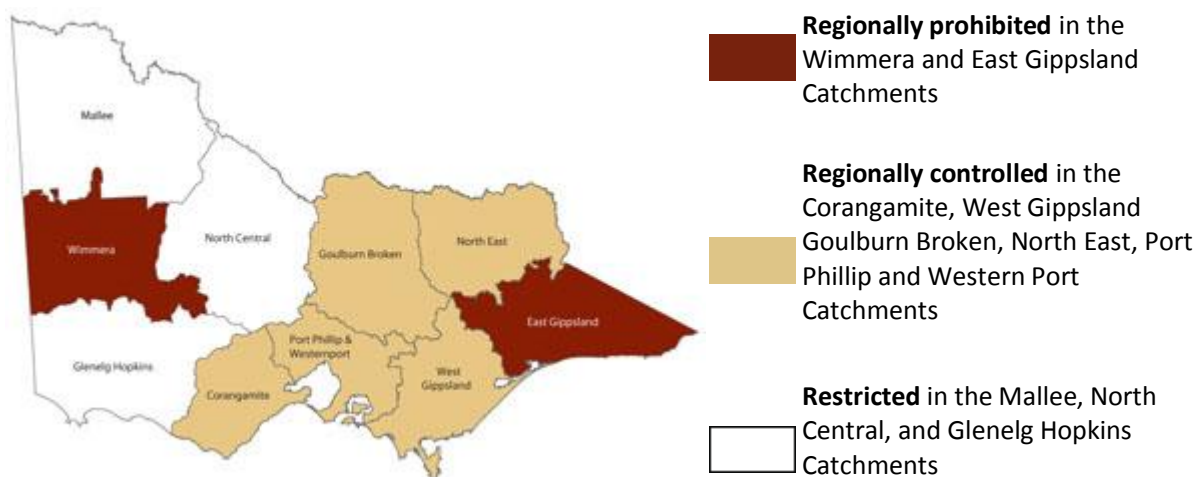 Mallee
Wimmera
North Central
Goulburn Broken
North East
East Gippsland
Port Phillip &
Westernport
West
Gippsland
Glenelg Hopkins
Corangamite
Regionally prohibited in the
Wimmera and East Gippsland
Catchments
Regionally controlled in the
Corangamite, West Gippsland
Goulburn Broken, North East, Port
Phillip and Western Port
Catchments
Restricted in the Mallee, North
Central, and Glenelg Hopkins
Catchments